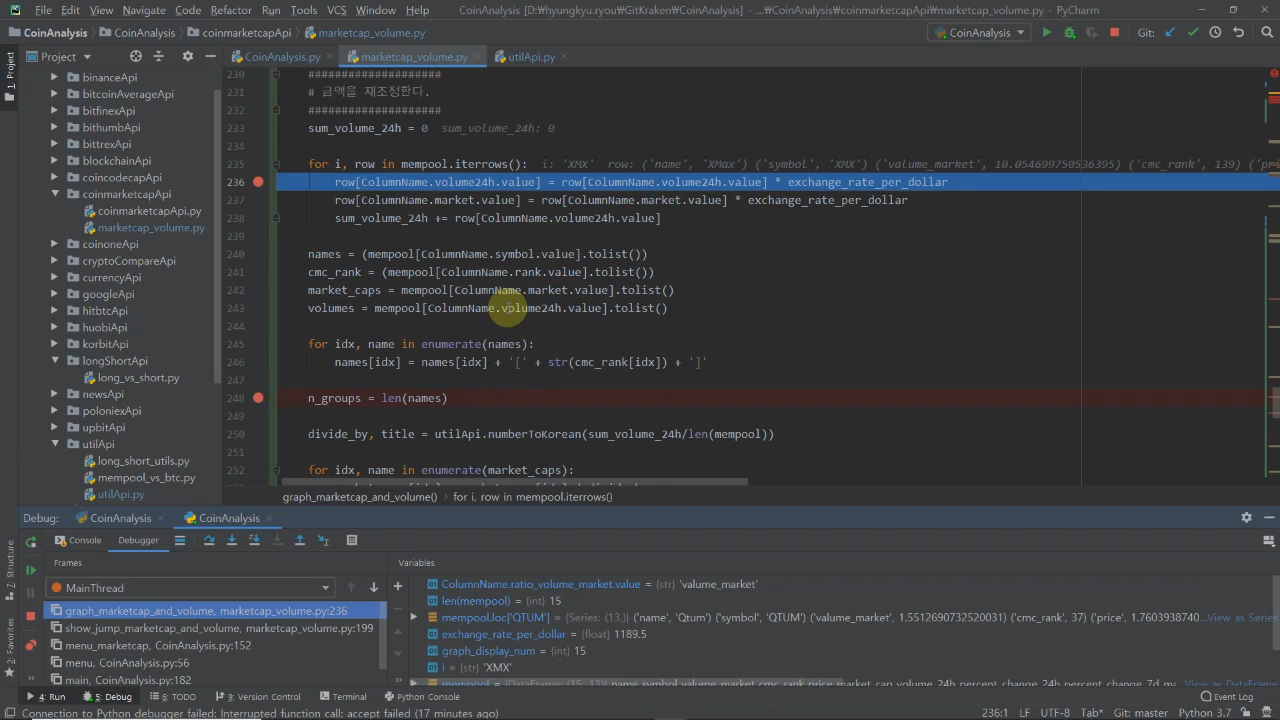 File Edit View Navigate Code Refactor Run Tools VCS Window Help CoinAnalysis [D:₩hyungkyu.ryou₩GitKraken₩CoinAnalysis] - ...₩CoinAnalysis₩coinmarketcapApi₩marketcap_volume.py - PyCharm
CoinAnalysis CoinAnalysis coinmarketcapApi marketcap_volume.py CoinAnalysis Git:
1: Project
Project
CoinAnalysis.py marketcap_volume.py utilApi.py
binanceApi
bitcoinAverageApi
bitfinexApi
bithumbApi
bittrexApi
blockchainApi
coincodecapApi
coinmarketcapApi
coinmarketcapApi.py
marketcap_volume.py
coinoneApi
cryptoCompareApi
currencyApi
googleApi
hitbtcApi
huobiApi
korbitApi
longShortApi
long_vs_short.py
newsApi
poloniexApi
upbitApi
utilApi
long_short_utils.py
mempool_vs_btc.py
utilApi.py
230 ####################
231 # 금액을 재조정한다.
232 ####################
233 sum_volume_24h = 0 sum_volume_24h: 0
234
235 for i, row in mempool.iterrows(): i: 'XMX' row: ('name', 'XMax') ('symbol', 'XMX') ('valume_market', 10.054699750536395) ('cmc_rank', 139) ('pri
236 row[ColumnName.volume24h.value] = row[ColumnName.volume24h.value] * exchange_rate_per_dollar
237 row[ColumnName.market.value] = row[ColumnName.market.value] * exchange_rate_per_dollar
238 sum_volume_24h += row[ColumnName.volume24h.value]
239
240 names = (mempool[ColumnName.symbol.value].tolist())
241 cmc_rank = (mempool[ColumnName.rank.value].tolist())
242 market_caps = mempool[ColumnName.market.value].tolist()
243 volumes = mempool[ColumnName.volume24h.value].tolist()
244
245 for idx, name in enumerate(names):
246 names[idx] = names[idx] + '[' + str(cmc_rank[idx]) + ']'
247
248 n_groups = len(names)
249
250 divide_by, title = utilApi.numberToKorean(sum_volume_24h/len(mempool))
251
252 for idx, name in enumerate(market_caps):
graph_marketcap_and_volume() for i, row in mempool.iterrows()
Debug: CoinAnalysis CoinAnalysis
Console Debugger
Frames
MainThread
graph_marketcap_and_volume, marketcap_volume.py:236
show_jump_marketcap_and_volume, marketcap_volume.py:199
menu_marketcap, CoinAnalysis.py:152
menu, CoinAnalysis.py:56
main, CoinAnalysis.py:182
Variables
ColumnName.ratio_volume_market.value = {str} 'valume_market'
len(mempool) = {int} 15
mempool.loc['QTUM'] = {Series: (13,)} ('name', 'Qtum') ('symbol', 'QTUM') ('valume_market', 1.5512690732520031) ('cmc_rank', 37) ('price', 1.7603938740... View as Series
exchange_rate_per_dollar = {float} 1189.5
graph_display_num = {int} 15
i = {str} 'XMX'
7: Structure
2: Favorites
4: Run 5: Debug 6: TODO 9: Version Control Terminal Python Console Event Log
Connection to Python debugger failed: Interrupted function call: accept failed (17 minutes ago) 236:1 LF UTF-8 Tab* Git: master Python 3.7